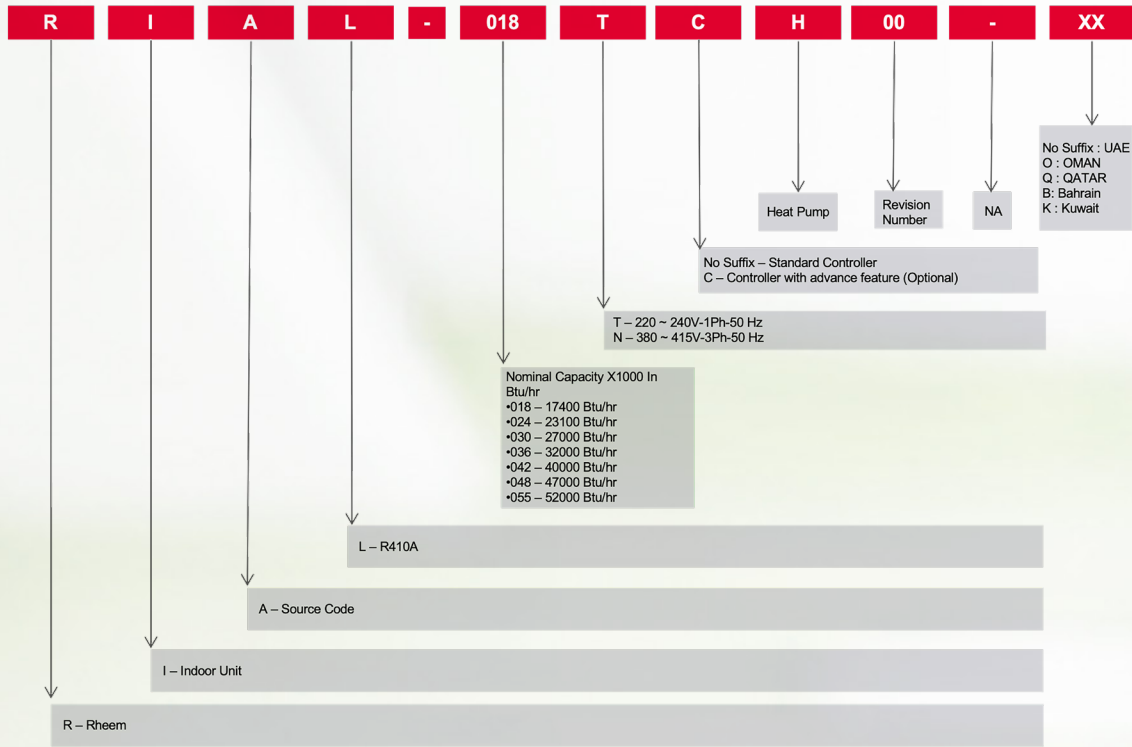 R I A L - 018 T C H 00 - XX
No Suffix : UAE
O : OMAN
Q : QATAR
B: Bahrain
K : Kuwait
Heat Pump
Revision
Number
NA
No Suffix – Standard Controller
C – Controller with advance feature (Optional)
T – 220 ~ 240V-1Ph-50 Hz
N – 380 ~ 415V-3Ph-50 Hz
Nominal Capacity X1000 In
Btu/hr
•018 – 17400 Btu/hr
•024 – 23100 Btu/hr
•030 – 27000 Btu/hr
•036 – 32000 Btu/hr
•042 – 40000 Btu/hr
•048 – 47000 Btu/hr
•055 – 52000 Btu/hr
L – R410A
A – Source Code
I – Indoor Unit
R – Rheem